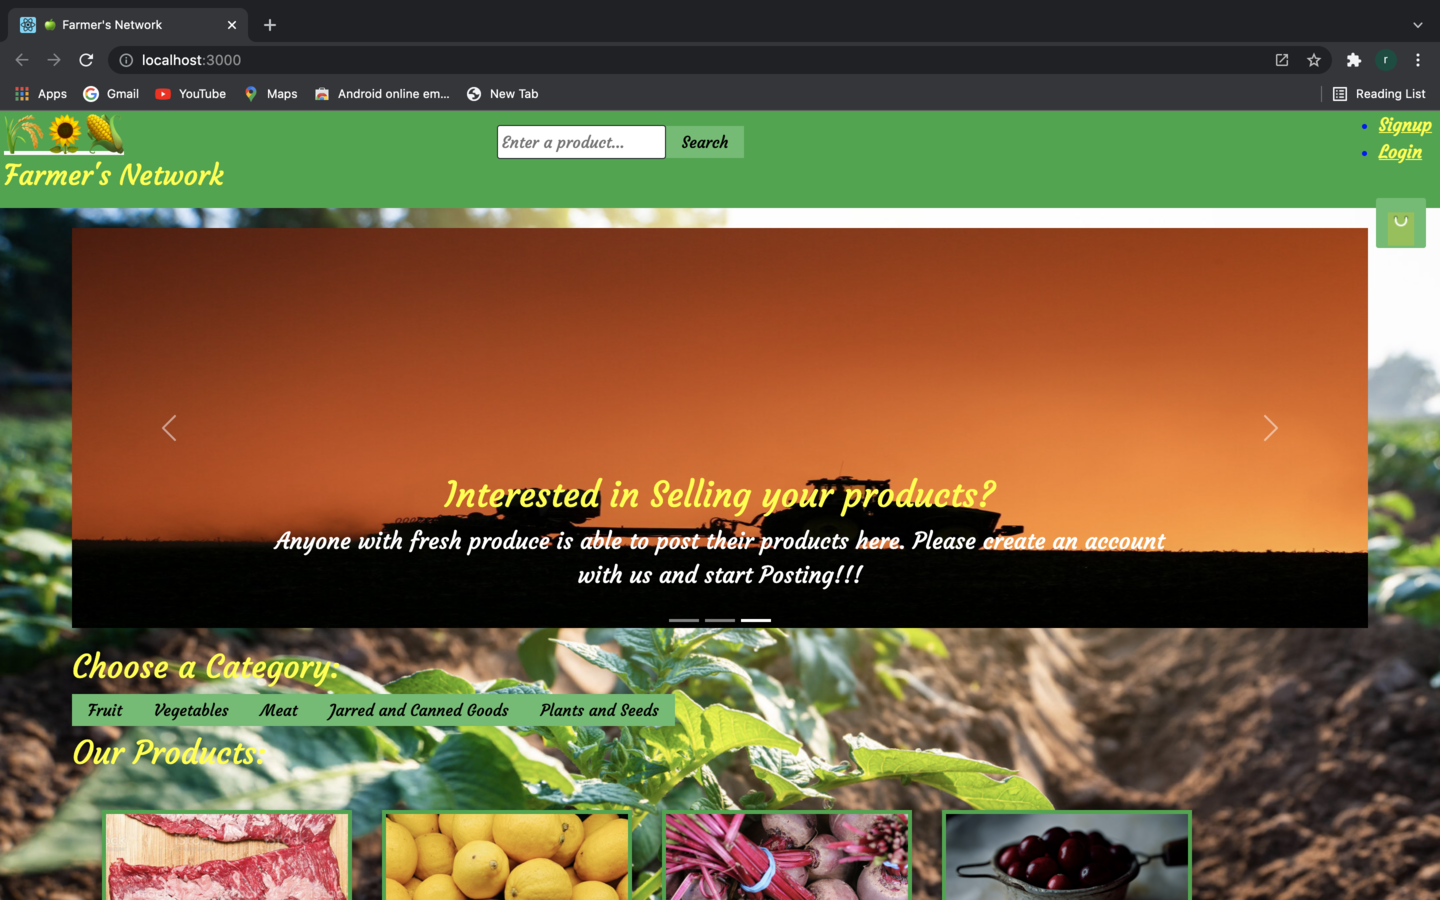 Farmer's Network
localhost:3000
Apps
Gmail
YouTube
Maps
Android online em...
New Tab
Reading List
Signup
Login
Enter a product...
Search
Farmer's Network
Interested in Selling your products?
Anyone with fresh produce is able to post their products here. Please create an account
with us and start Posting!!!
Choose a Category:
Fruit
Vegetables
Meat
Jarred and Canned Goods
Plants and Seeds
Our Products: